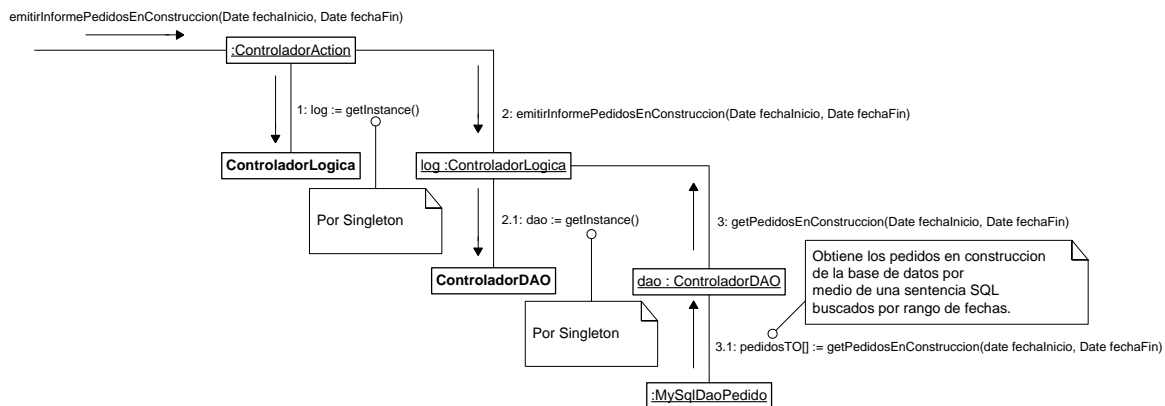 emitirInformePedidosEnConstruccion(Date fechaInicio, Date fechaFin)
:ControladorAction
1: log := getInstance()
2: emitirInformePedidosEnConstruccion(Date fechaInicio, Date fechaFin)
ControladorLogica
log :ControladorLogica
Por Singleton
2.1: dao := getInstance()
3: getPedidosEnConstruccion(Date fechaInicio, Date fechaFin)
Obtiene los pedidos en construccion
de la base de datos por
medio de una sentencia SQL
buscados por rango de fechas.
ControladorDAO
dao : ControladorDAO
Por Singleton
3.1: pedidosTO[] := getPedidosEnConstruccion(date fechaInicio, Date fechaFin)
:MySqlDaoPedido